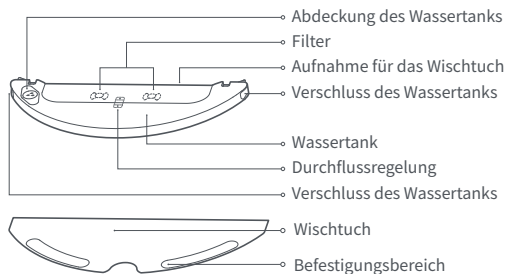 Abdeckung des Wassertanks
Filter
Aufnahme für das Wischtuch
Verschluss des Wassertanks
Wassertank
Durchflussregelung
Verschluss des Wassertanks
Wischtuch
Befestigungsbereich